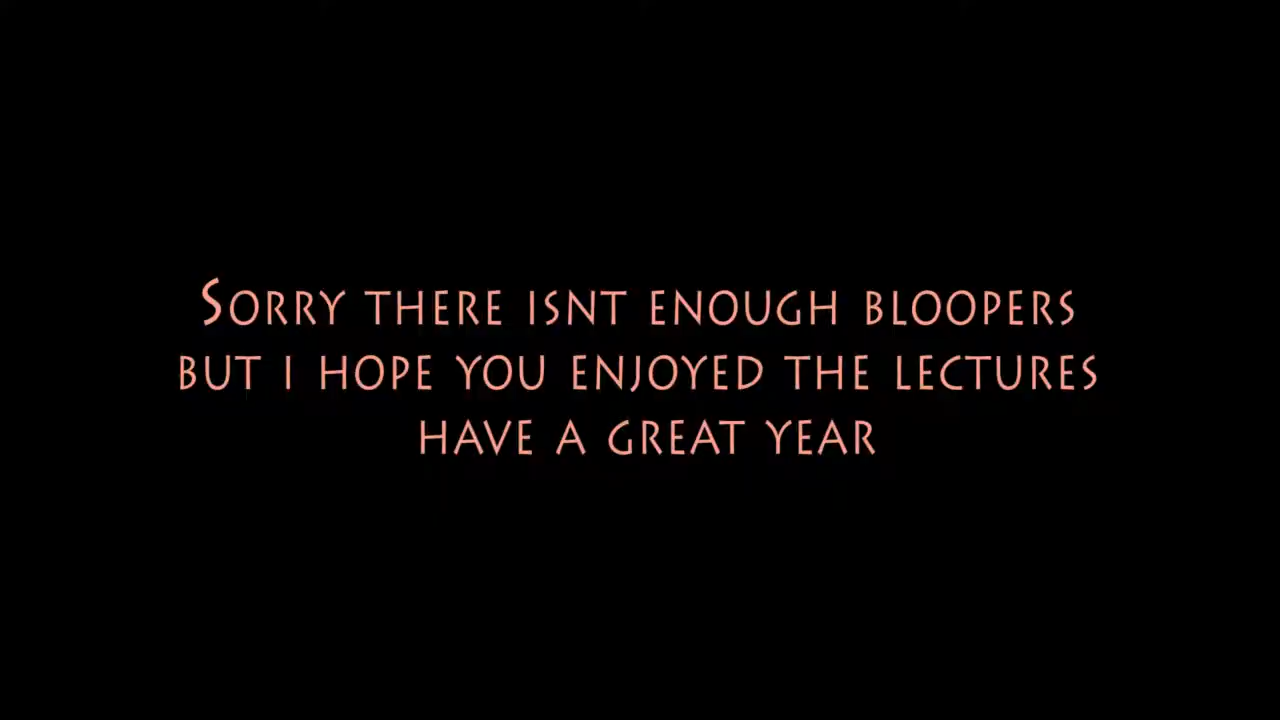 Sorry there isnt enough bloopers
but i hope you enjoyed the lectures
have a great year